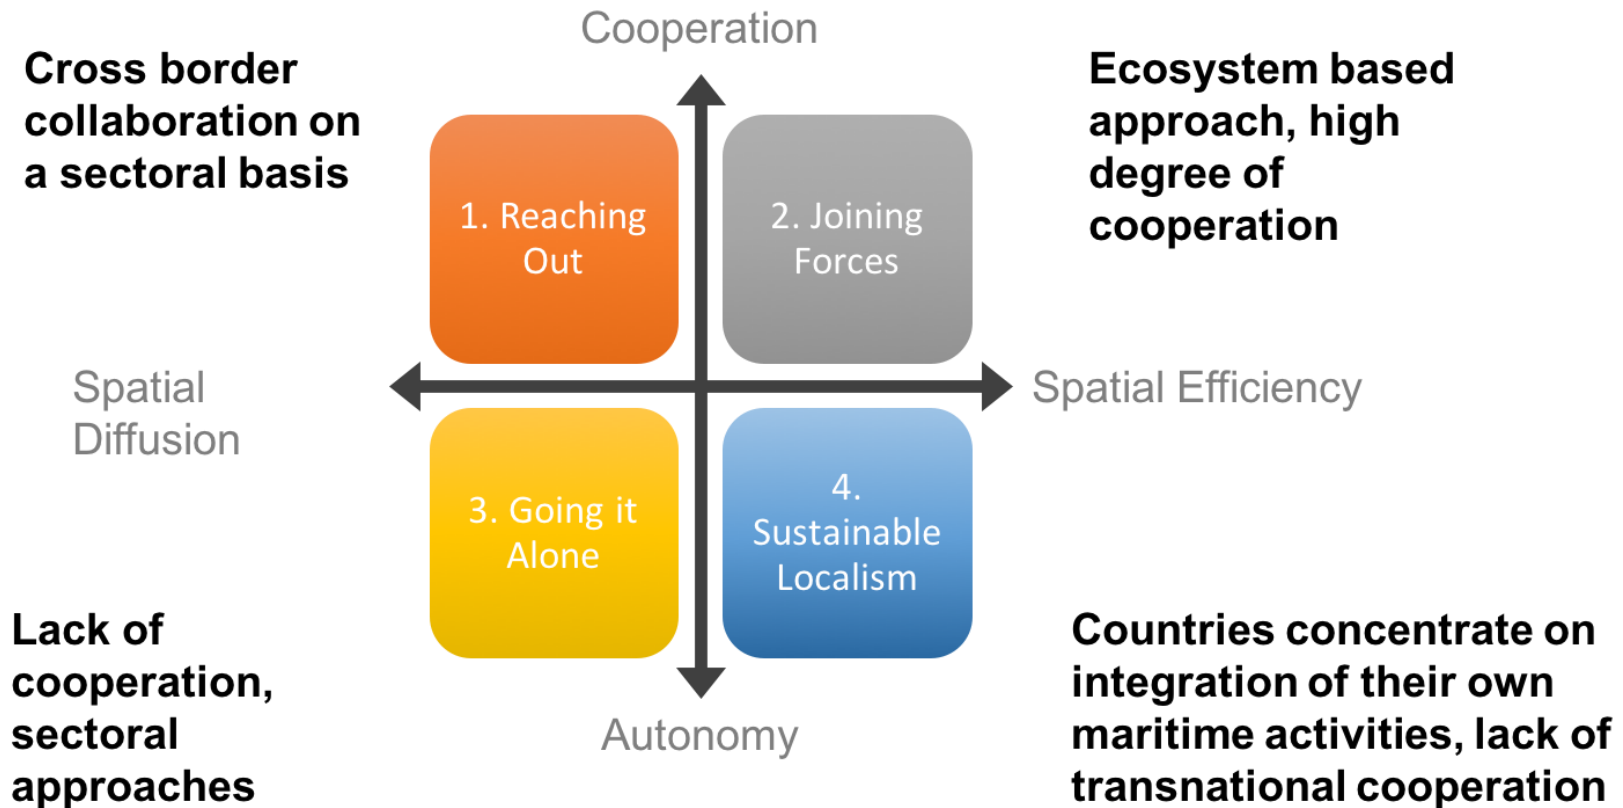 Cooperation
Cross border
collaboration on
a sectoral basis
Ecosystem based
approach, high
degree of
cooperation
1. Reaching
Out
2. Joining
Forces
Spatial
Diffusion
Spatial Efficiency
3. Going it
Alone
4.
Sustainable
Localism
Lack of
cooperation,
sectoral
approaches
Autonomy
Countries concentrate on
integration of their own
maritime activities, lack of
transnational cooperation